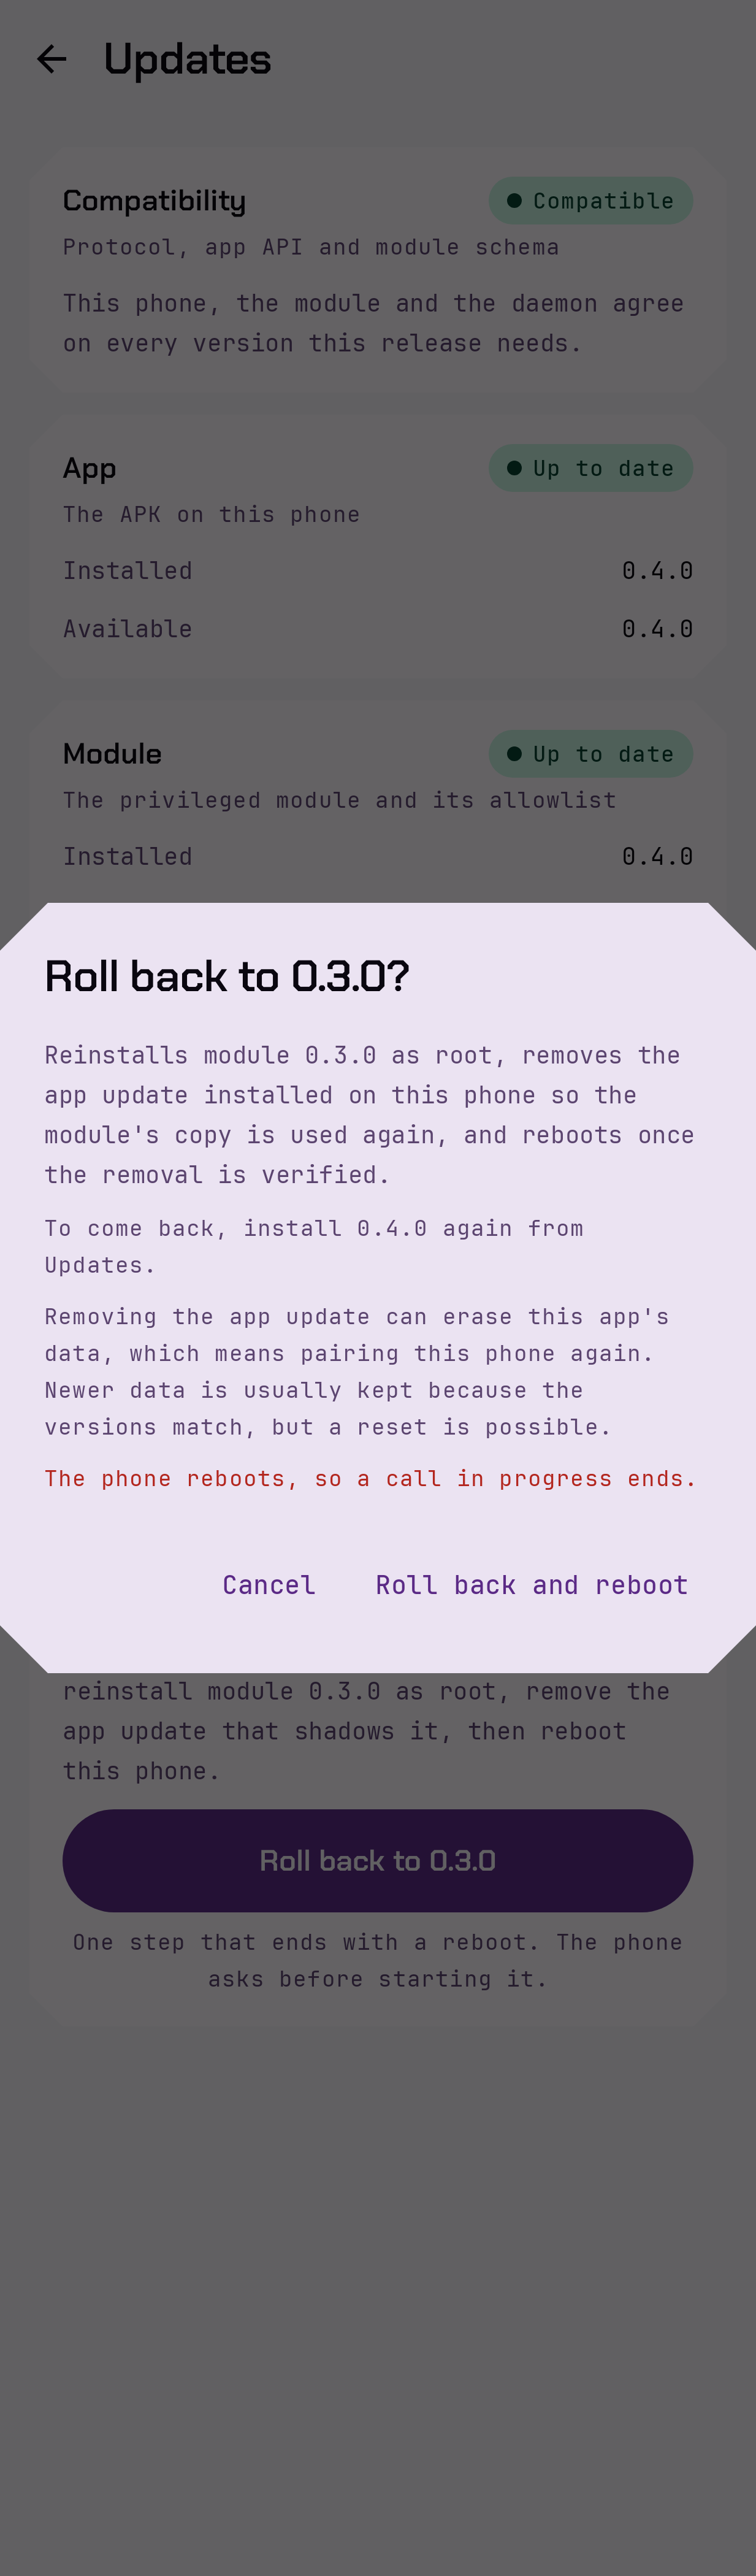 Updates
Compatibility
Compatible
Protocol, app API and module schema
This phone, the module and the daemon agree
on every version this release needs.
App
Up to date
The APK on this phone
Installed
0.4.0
Available
0.4.0
Module
Up to date
The privileged module and its allowlist
Installed
0.4.0
Roll back to 0.3.0?
Reinstalls module 0.3.0 as root, removes the
app update installed on this phone so the
module's copy is used again, and reboots once
the removal is verified.
To come back, install 0.4.0 again from
Updates.
Removing the app update can erase this app's
data, which means pairing this phone again.
Newer data is usually kept because the
versions match, but a reset is possible.
The phone reboots, so a call in progress ends.
Cancel
Roll back and reboot
reinstall module 0.3.0 as root, remove the
app update that shadows it, then reboot
this phone.
Roll back to 0.3.0
One step that ends with a reboot. The phone
asks before starting it.